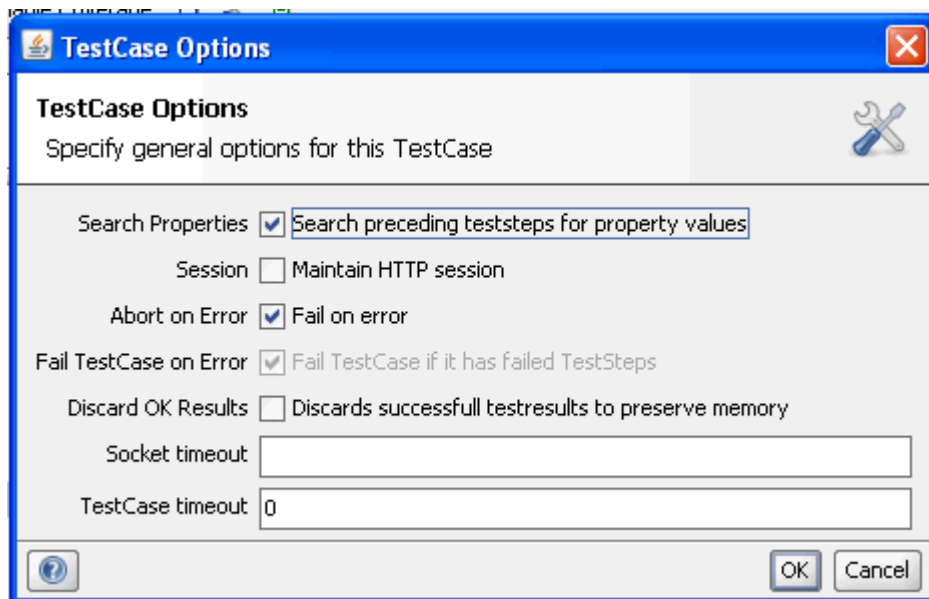 TestCase Options
TestCase Options
Specify general options for this TestCase
Search Properties Search preceding teststeps for property values
Session Maintain HTTP session
Abort on Error Fail on error
Fail TestCase on Error Fail TestCase if it has failed TestSteps
Discard OK Results Discards successfull testresults to preserve memory
Socket timeout
TestCase timeout 0
OK Cancel